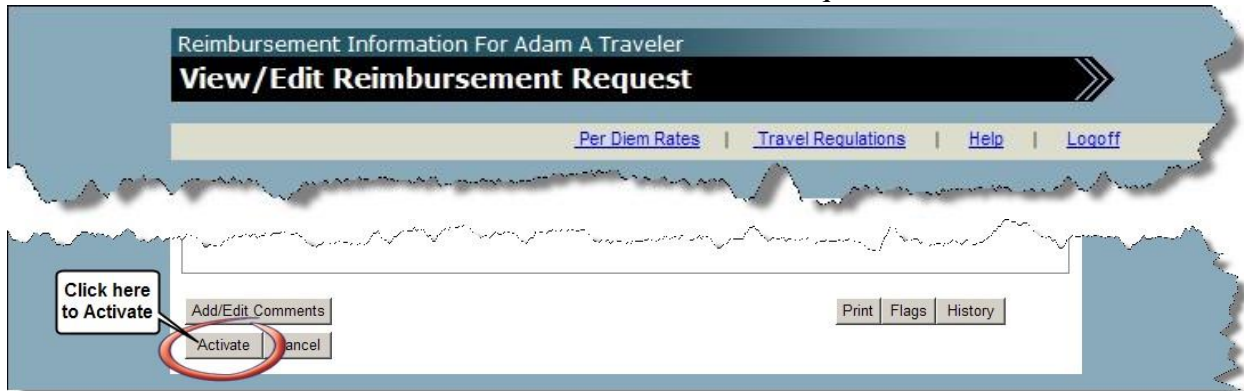 Reimbursement Information For Adam A Traveler
View/Edit Reimbursement Request
Per Diem Rates | Travel Regulations | Help | Logoff
Click here
to Activate
Add/Edit Comments
Print Flags History
Activate